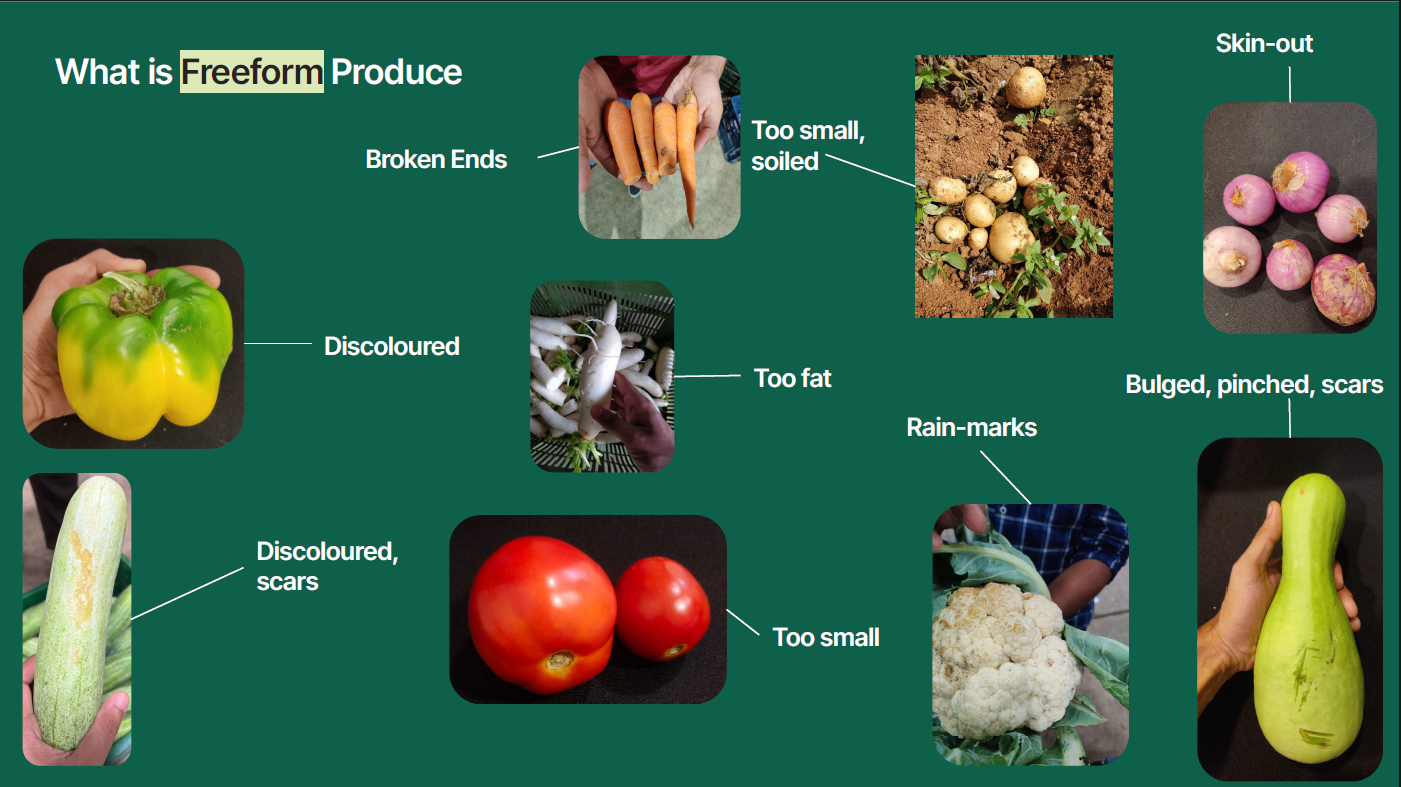 What is Freeform Produce
Skin-out
Broken Ends
Too small,
soiled
Discoloured
Too fat
Bulged, pinched, scars
Rain-marks
Discoloured,
scars
Too small